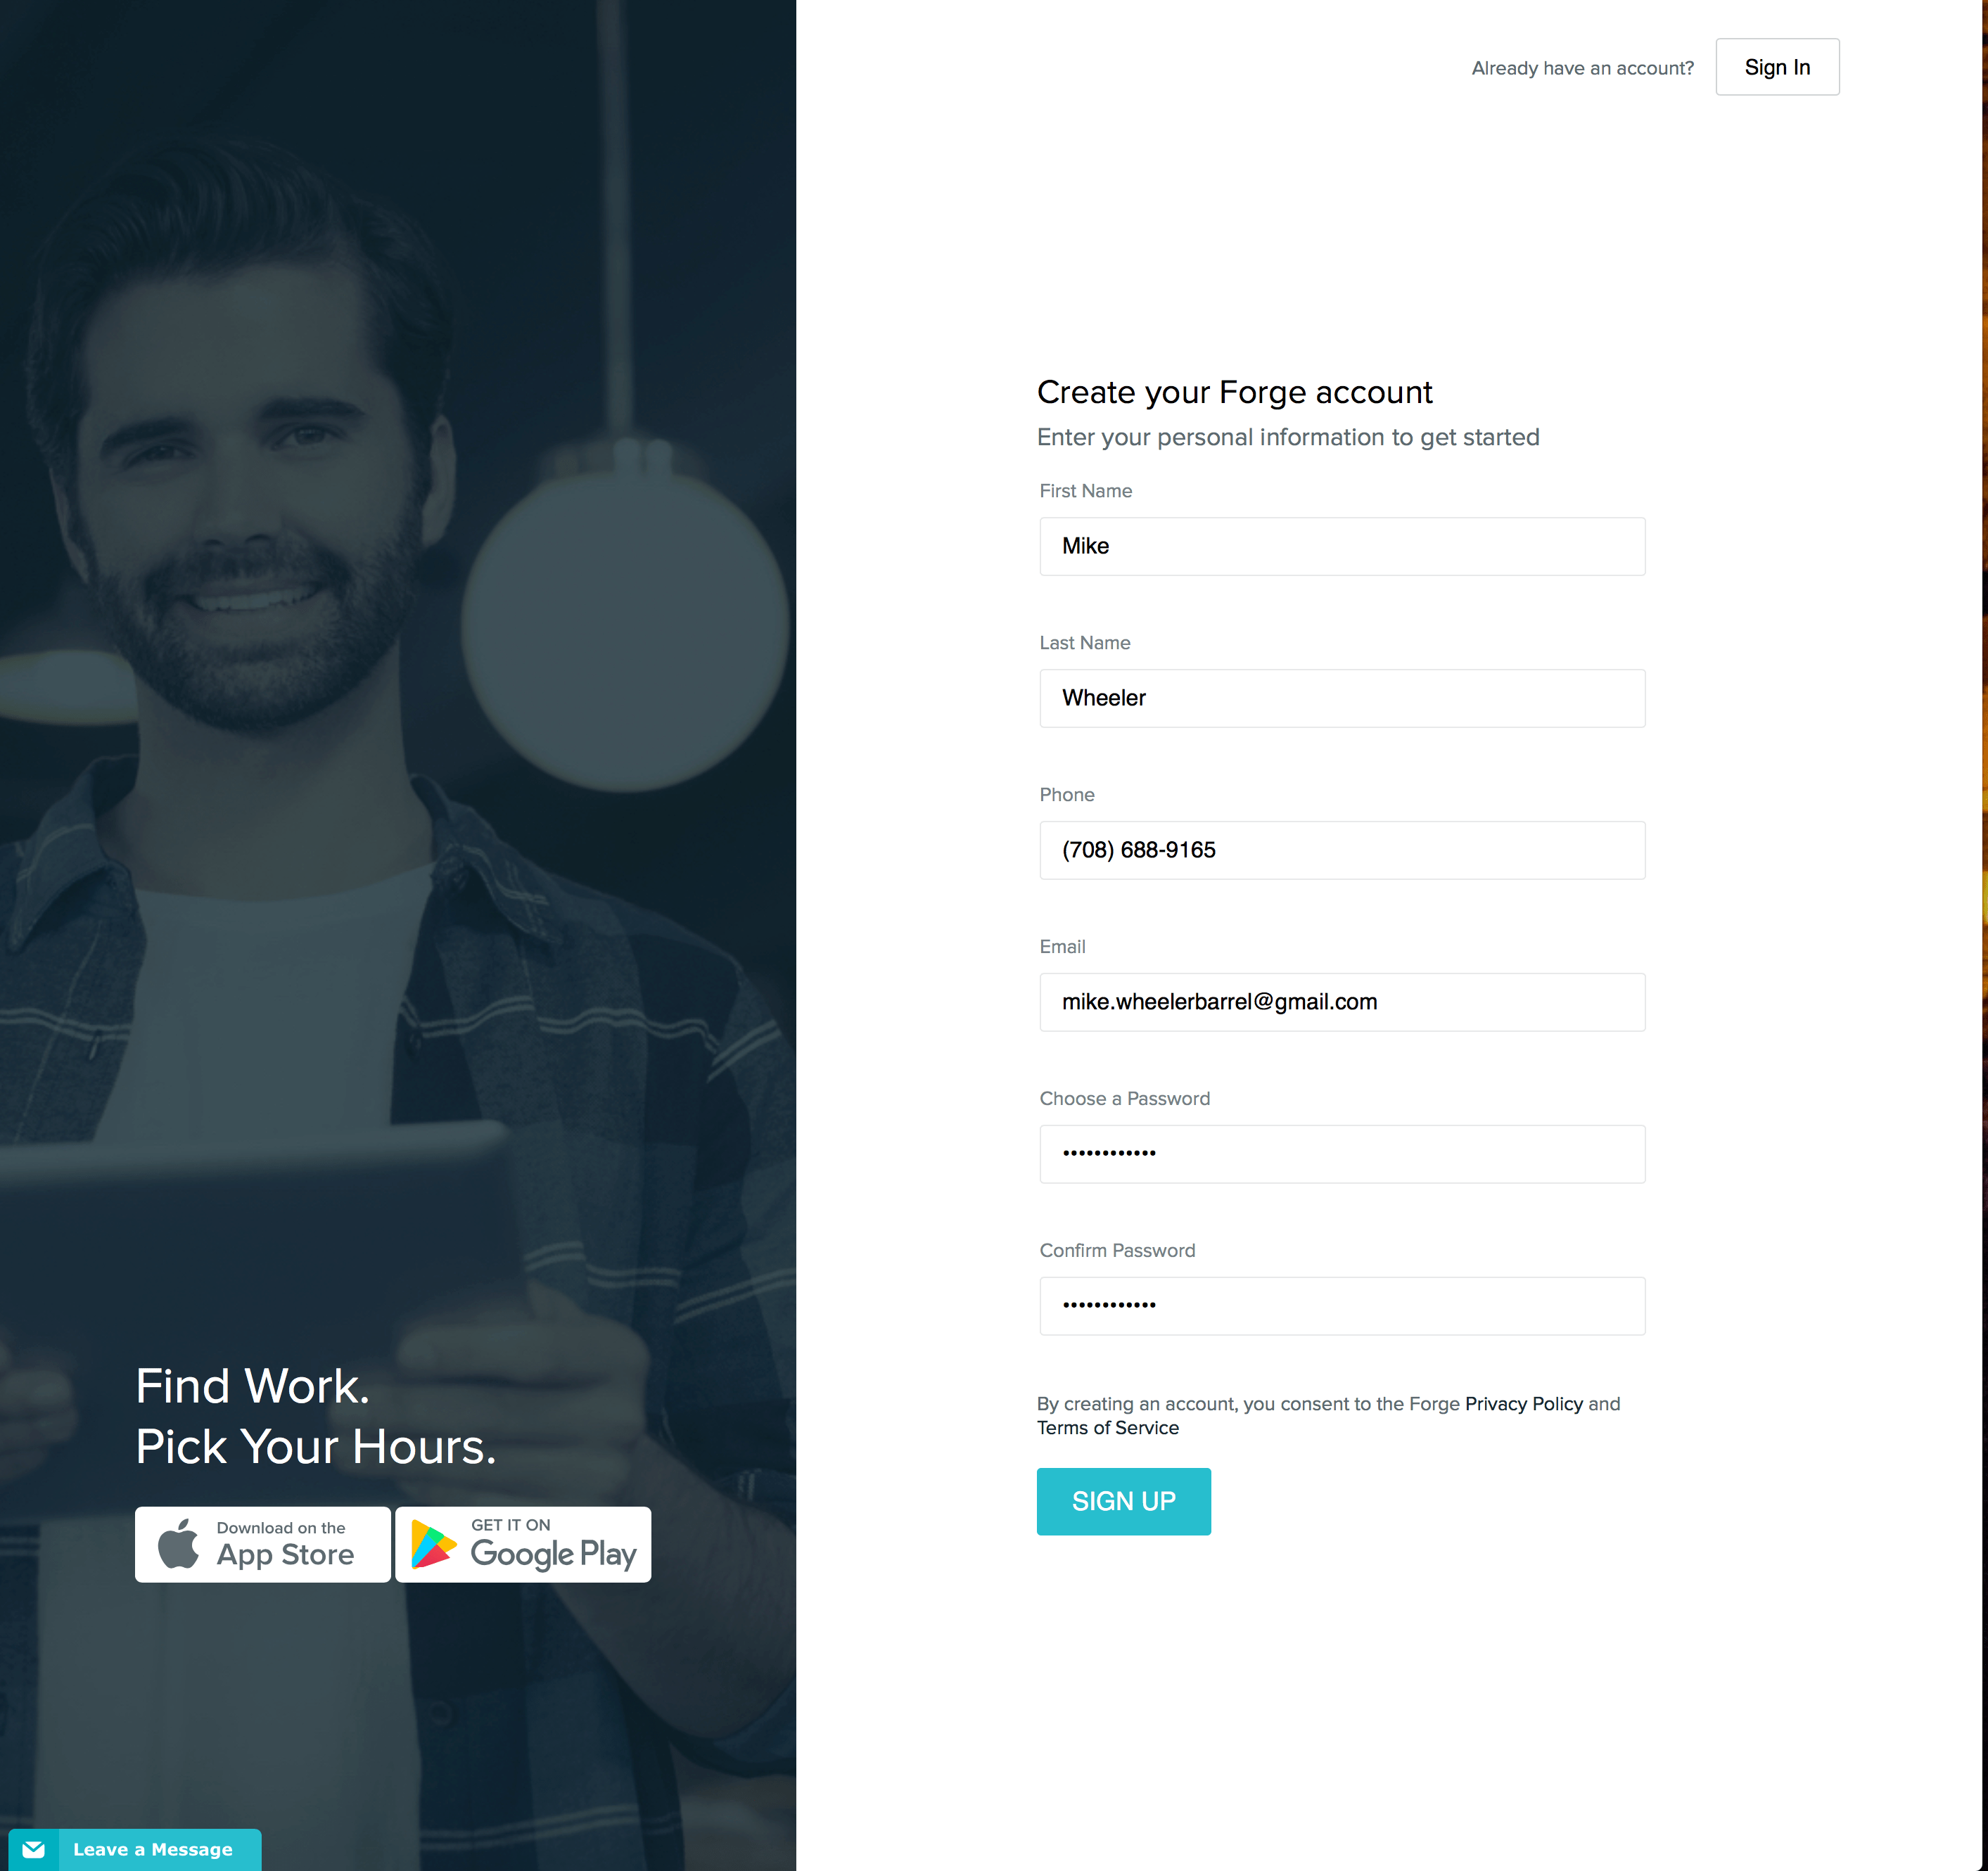 Already have an account?
Sign In
Create your Forge account
Enter your personal information to get started
First Name
Mike
Last Name
Wheeler
Phone
(708) 688-9165
Email
mike.wheelerbarrel@gmail.com
Choose a Password
••••••••••••
Confirm Password
••••••••••••
By creating an account, you consent to the Forge Privacy Policy and
Terms of Service
SIGN UP
Find Work.
Pick Your Hours.
Download on the
App Store
GET IT ON
Google Play
Leave a Message